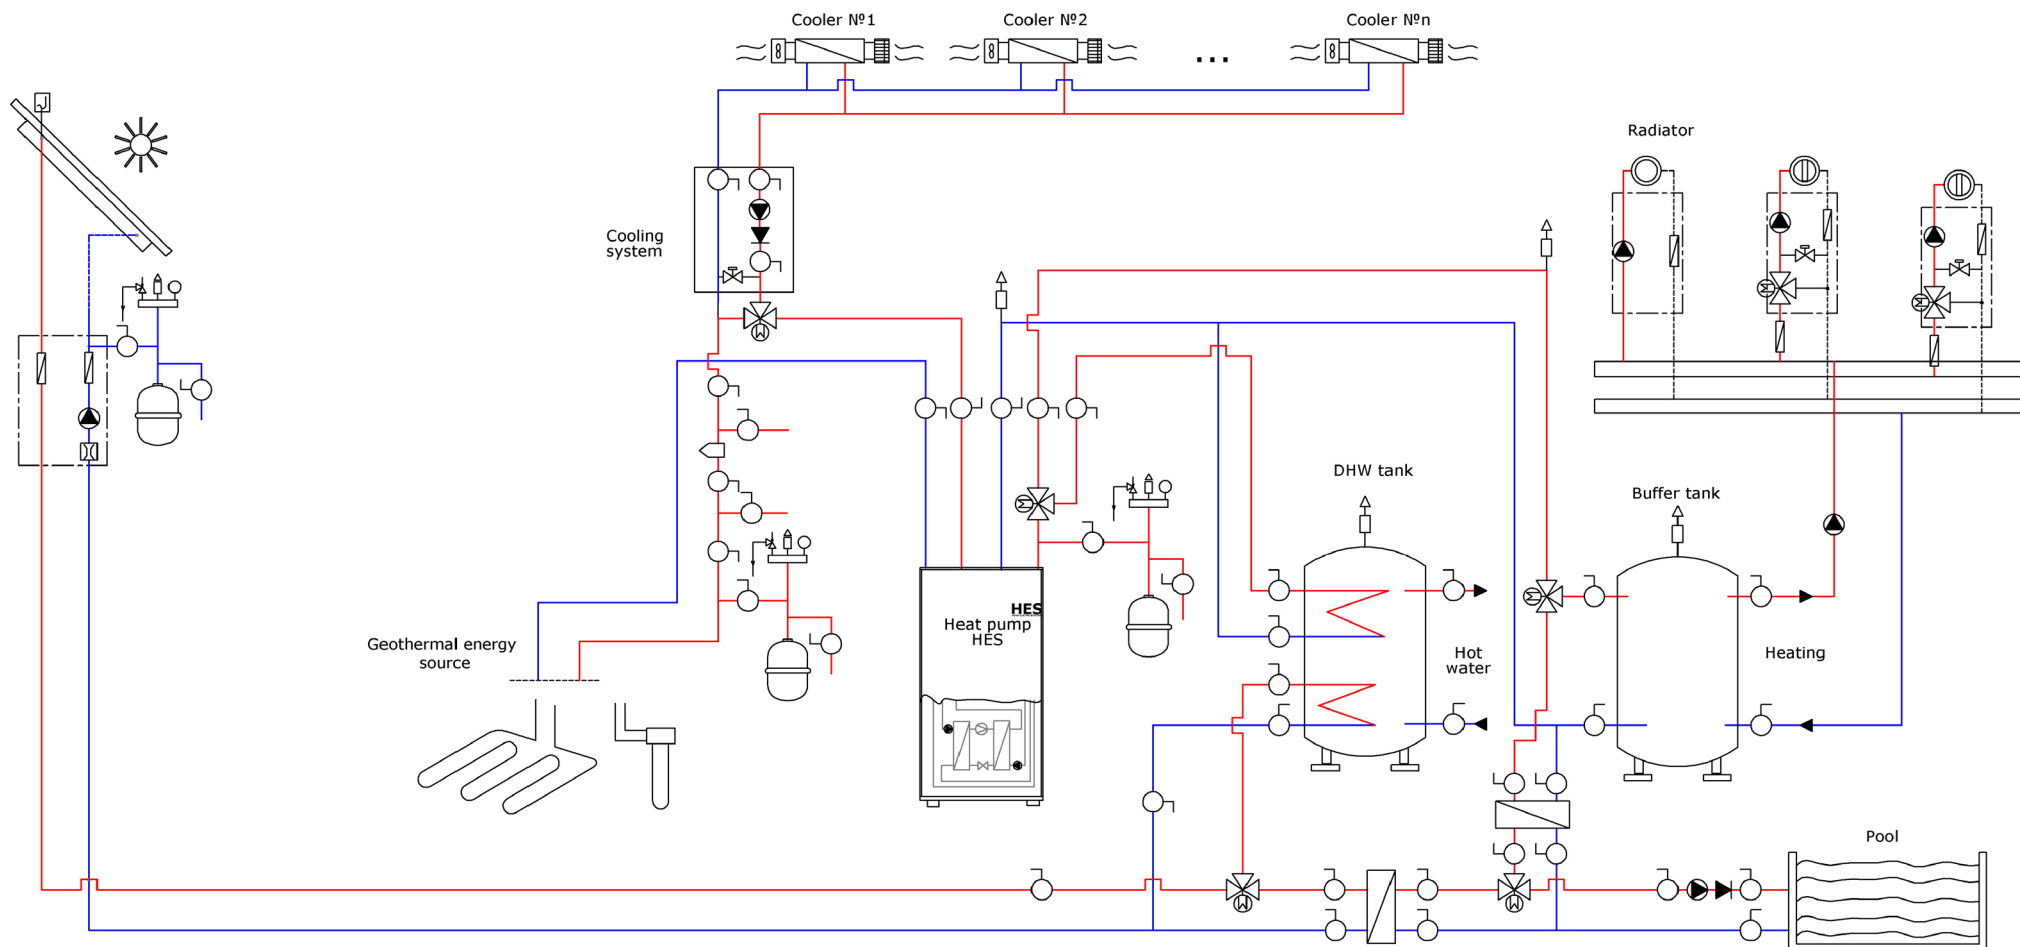 Cooler №1
Cooler №2
...
Cooler №n
Radiator
Cooling
system
DHW tank
Buffer tank
HES
Heat pump
HES
Geothermal energy
source
Hot
water
Heating
Pool